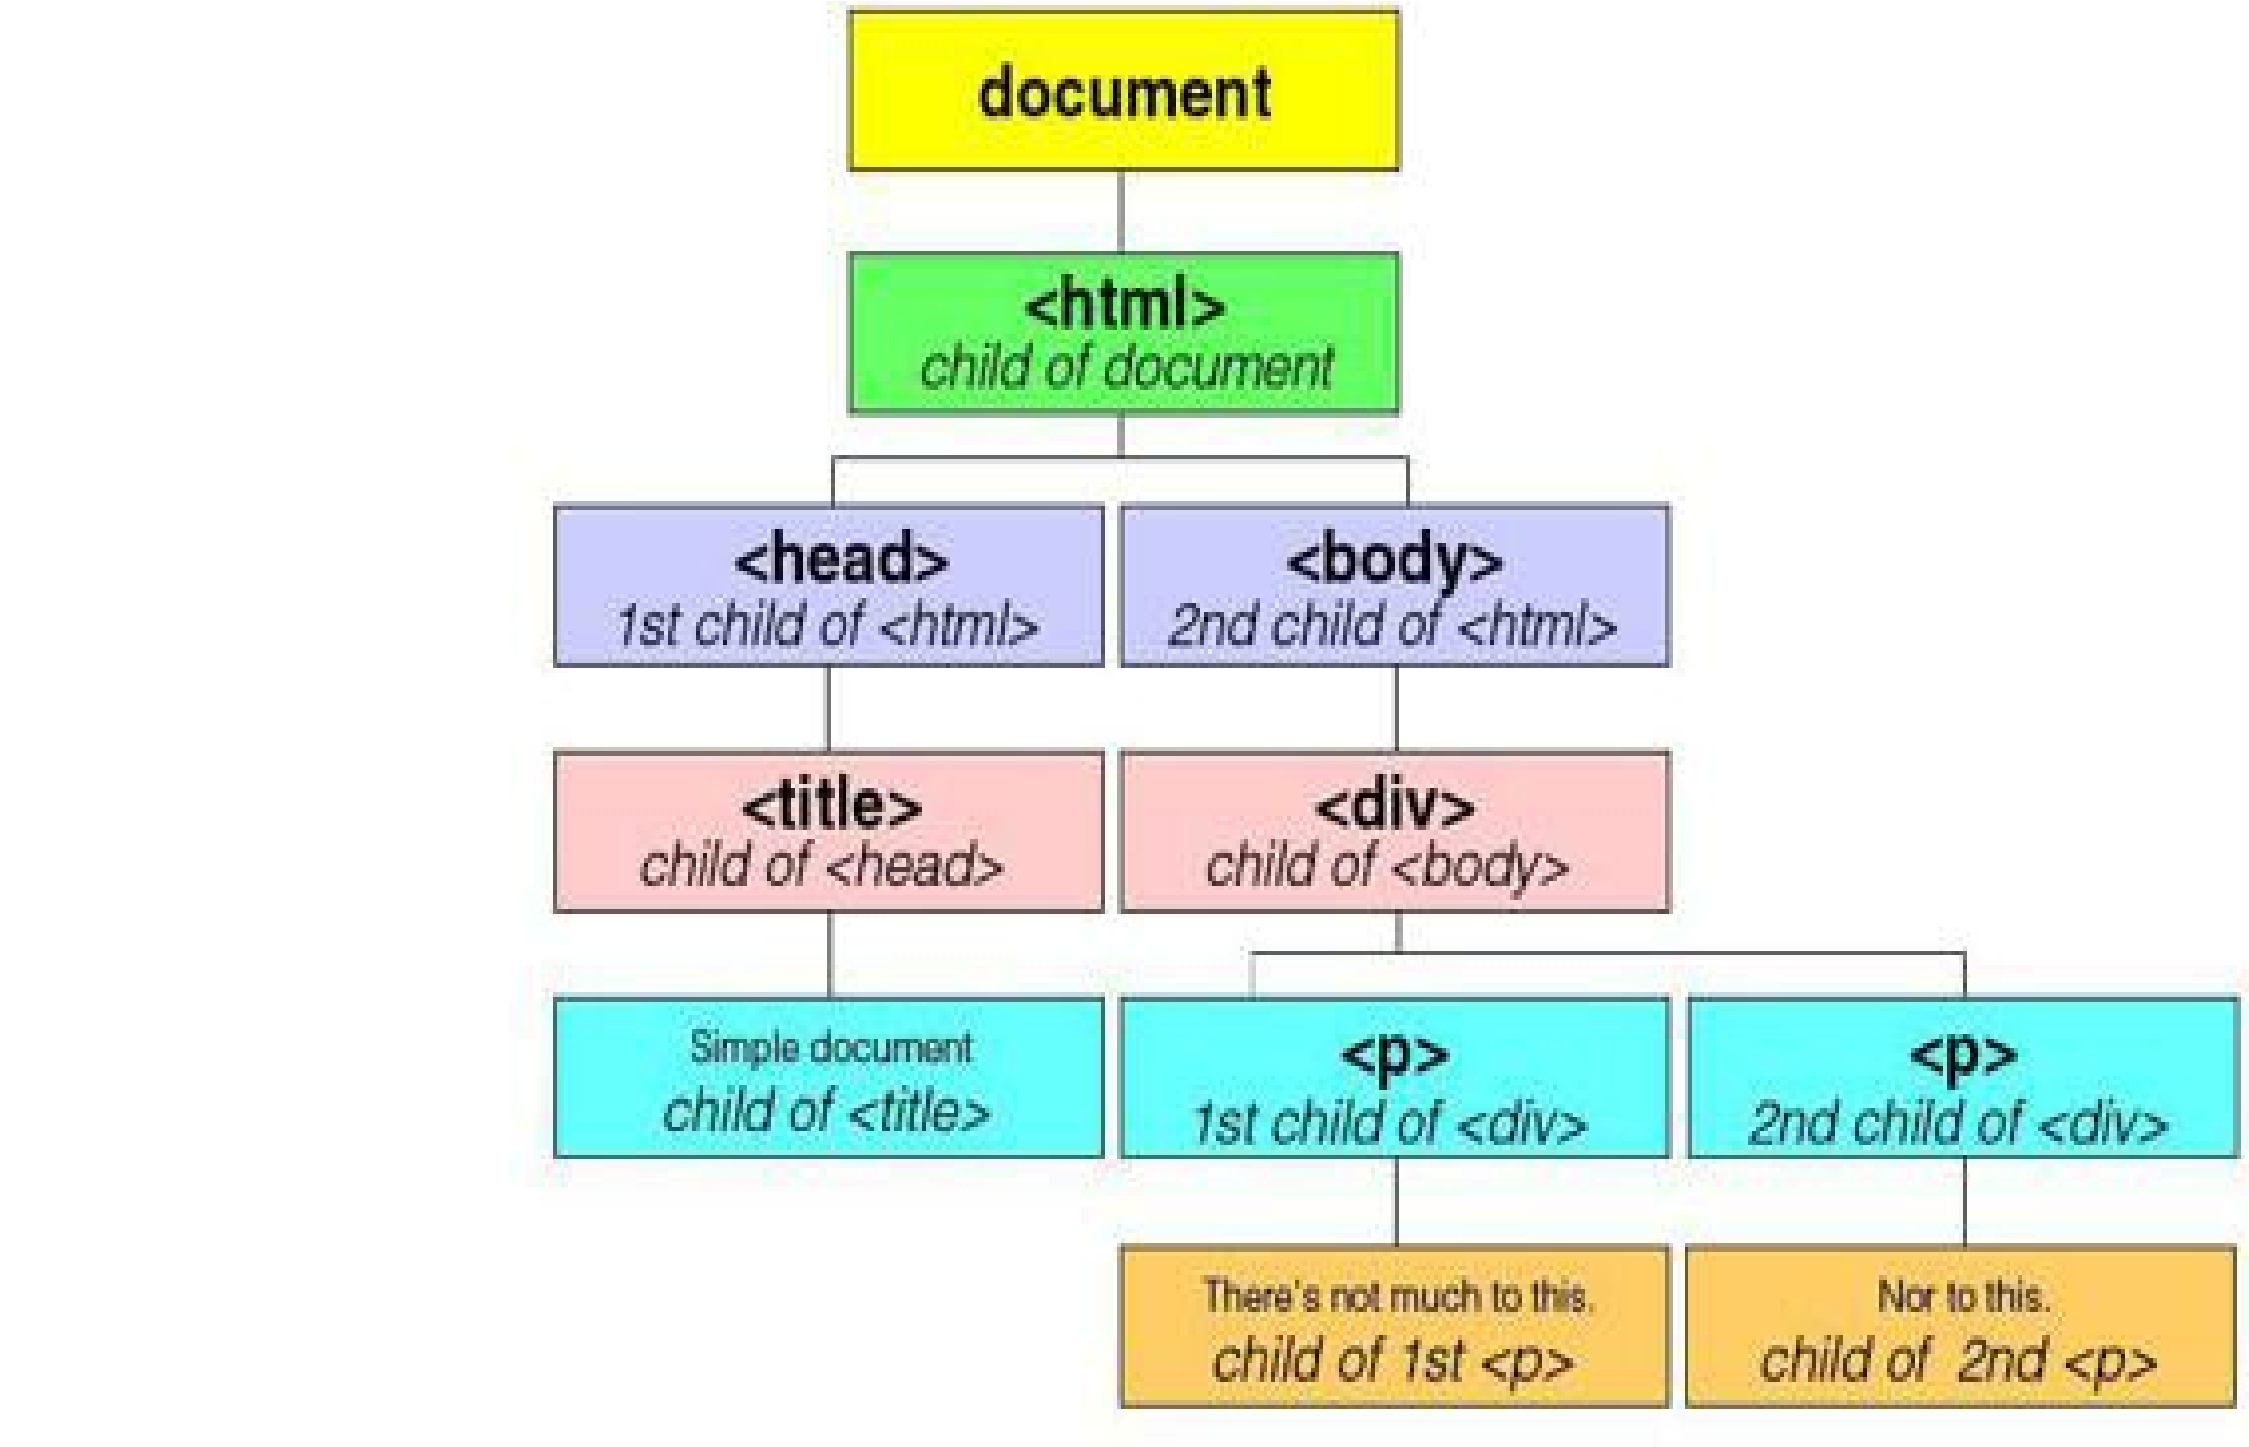 document
<html>
child of document
<head>
1st child of <html>
<body>
2nd child of <html>
<title>
child of <head>
<div>
child of <body>
Simple document
child of <title>
<p>
1st child of <div>
<p>
2nd child of <div>
There's not much to this.
child of 1st <p>
Nor to this.
child of 2nd <p>